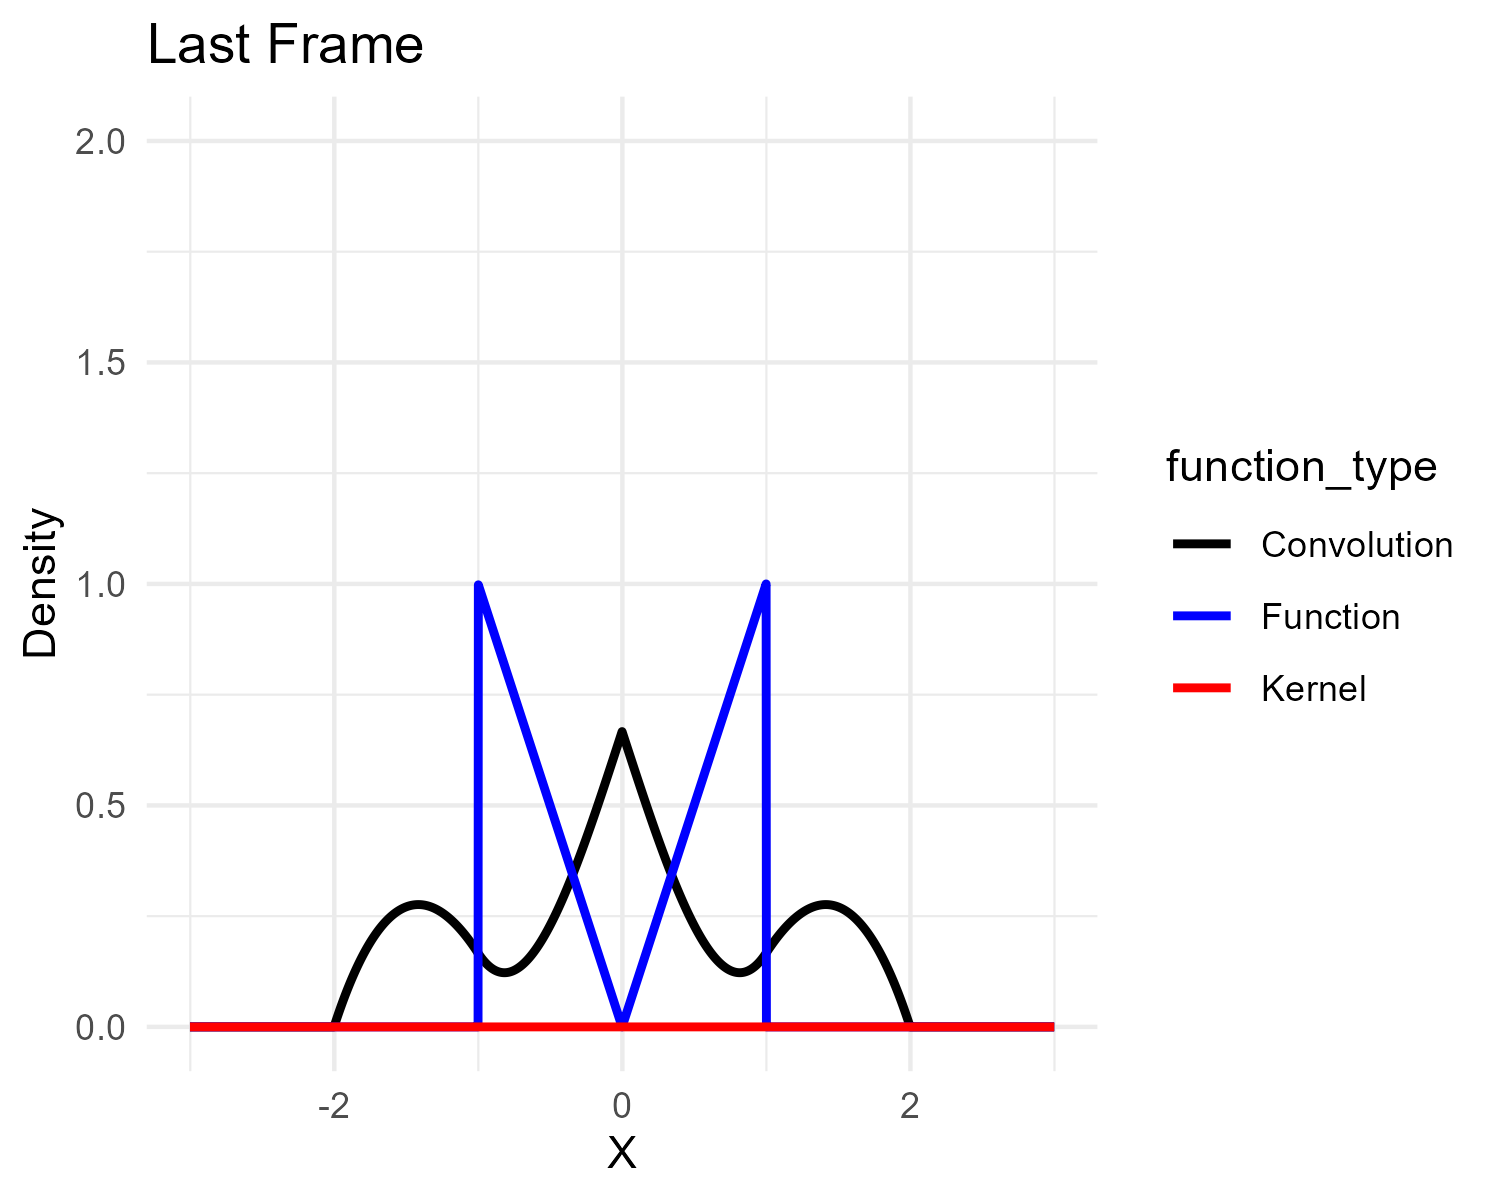 Last Frame
2.0
1.5
1.0
0.5
0.0
Density
-2
0
2
X
function_type
Convolution
Function
Kernel